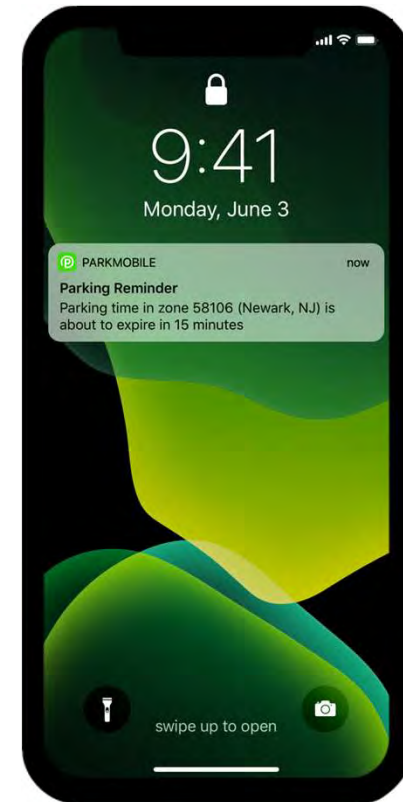 9:41
Monday, June 3
PARKMOBILE now
Parking Reminder
Parking time in zone 58106 (Newark, NJ) is
about to expire in 15 minutes
swipe up to open